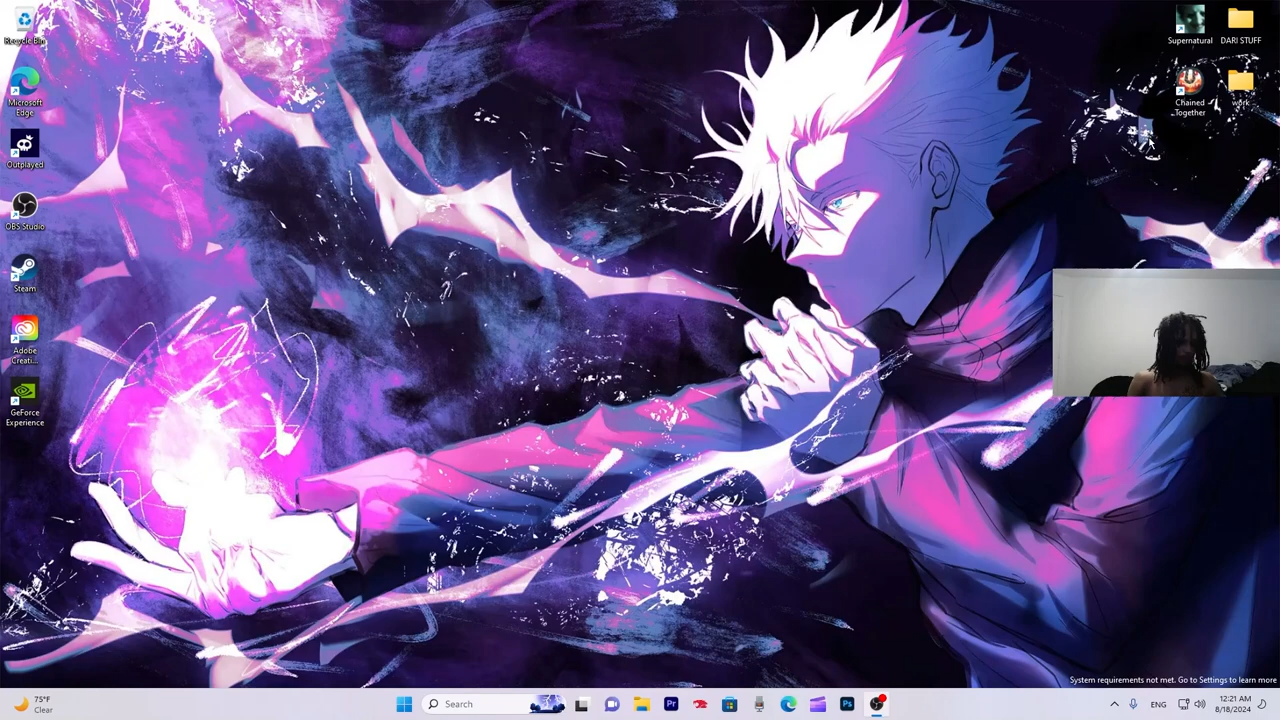 Recycle Bin
Microsoft
Edge
Outplayed
OBS Studio
Steam
Adobe
Creati...
GeForce
Experience
Supernatural
DARI STUFF
Chained
Together
work
System requirements not met. Go to Settings to learn more
75°F
Clear
Search
Pr
Ps
ENG
12:21 AM
8/18/2024